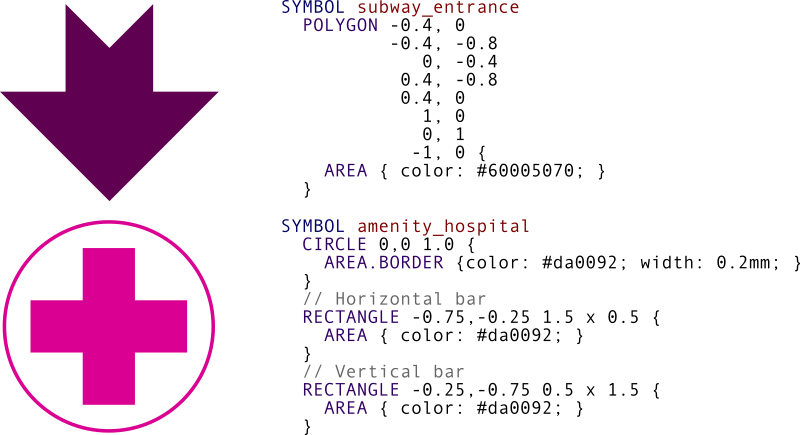 SYMBOL subway_entrance
POLYGON -0.4, 0
-0.4, -0.8
0, -0.4
0.4, -0.8
0.4, 0
1, 0
0, 1
-1, 0 {
AREA { color: #60005070; }
}
SYMBOL amenity_hospital
CIRCLE 0,0 1.0 {
AREA.BORDER {color: #da0092; width: 0.2mm; }
}
// Horizontal bar
RECTANGLE -0.75,-0.25 1.5 x 0.5 {
AREA { color: #da0092; }
}
// Vertical bar
RECTANGLE -0.25,-0.75 0.5 x 1.5 {
AREA { color: #da0092; }
}